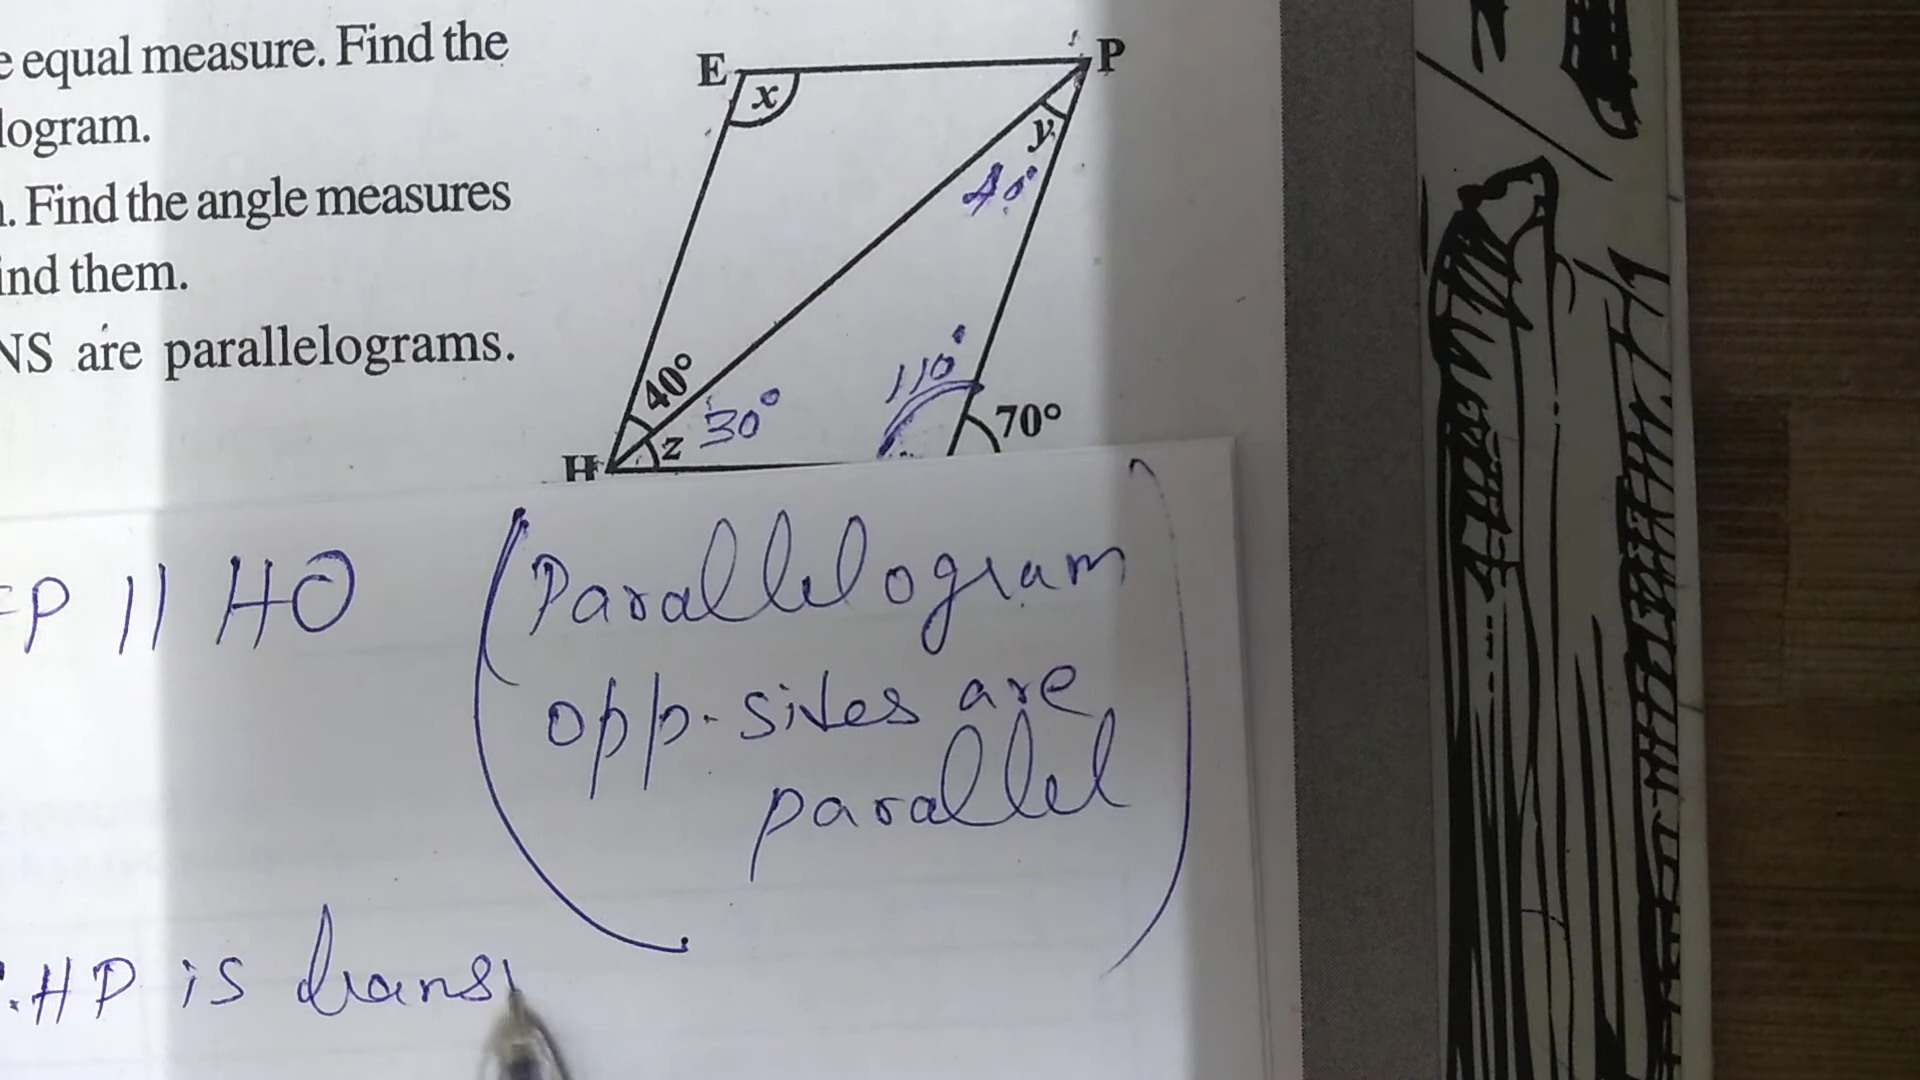 e equal measure. Find the
logram.
. Find the angle measures
ind them.
NS are parallelograms.
E
P
x
y
40°
40°
110°
30°
70°
H
z
P || HO
(Parallelogram
opp. sides are
parallel)
HP is trans